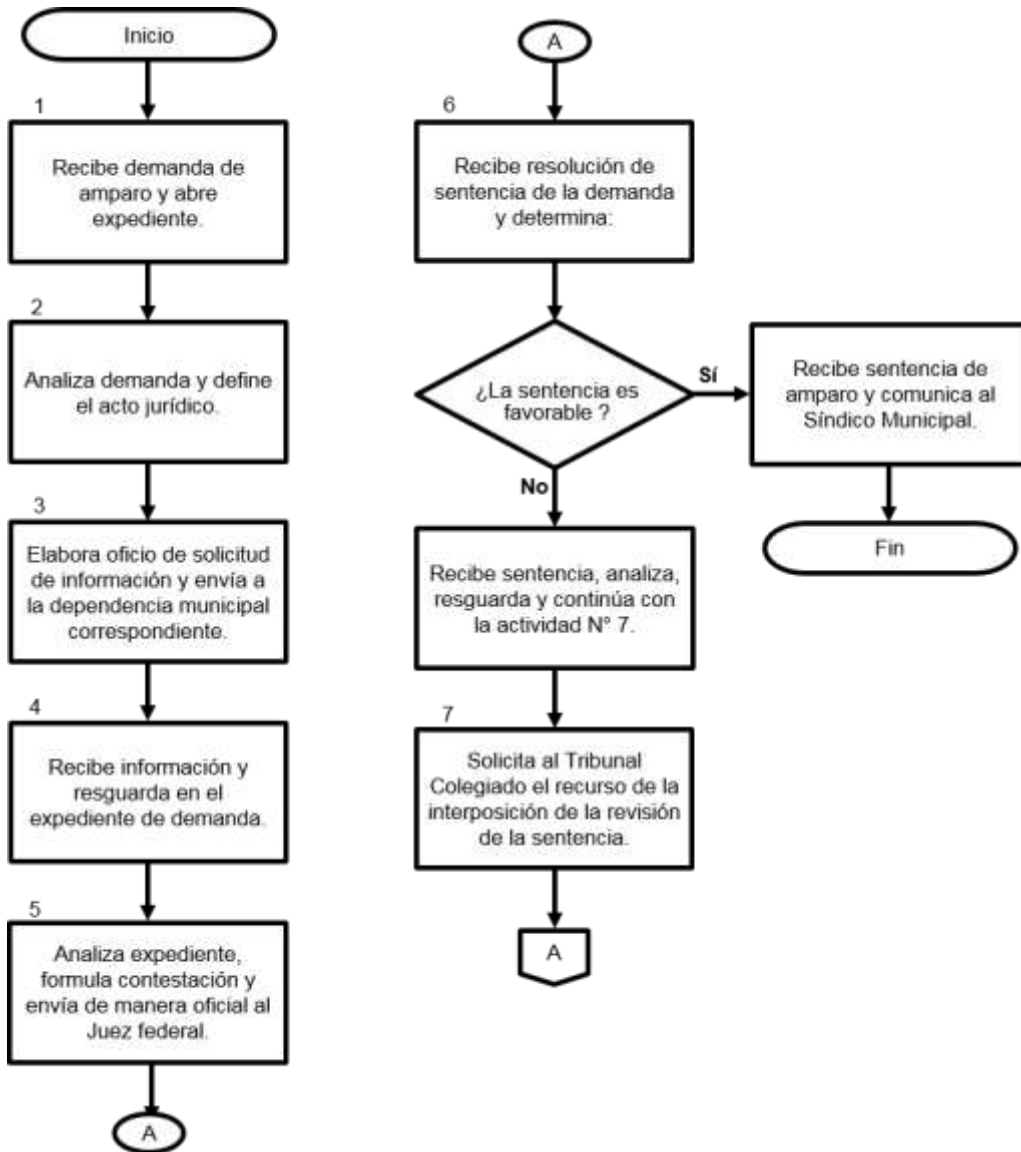 Inicio
1
Recibe demanda de
amparo y abre
expediente.
2
Analiza demanda y define
el acto jurídico.
3
Elabora oficio de solicitud
de información y envía a
la dependencia municipal
correspondiente.
4
Recibe información y
resguarda en el
expediente de demanda.
5
Analiza expediente,
formula contestación y
envía de manera oficial al
Juez federal.
A
A
6
Recibe resolución de
sentencia de la demanda
y determina:
¿La sentencia es
favorable ?
Sí
Recibe sentencia de
amparo y comunica al
Síndico Municipal.
Fin
No
Recibe sentencia, analiza,
resguarda y continúa con
la actividad N° 7.
7
Solicita al Tribunal
Colegiado el recurso de la
interposición de la revisión
de la sentencia.
A